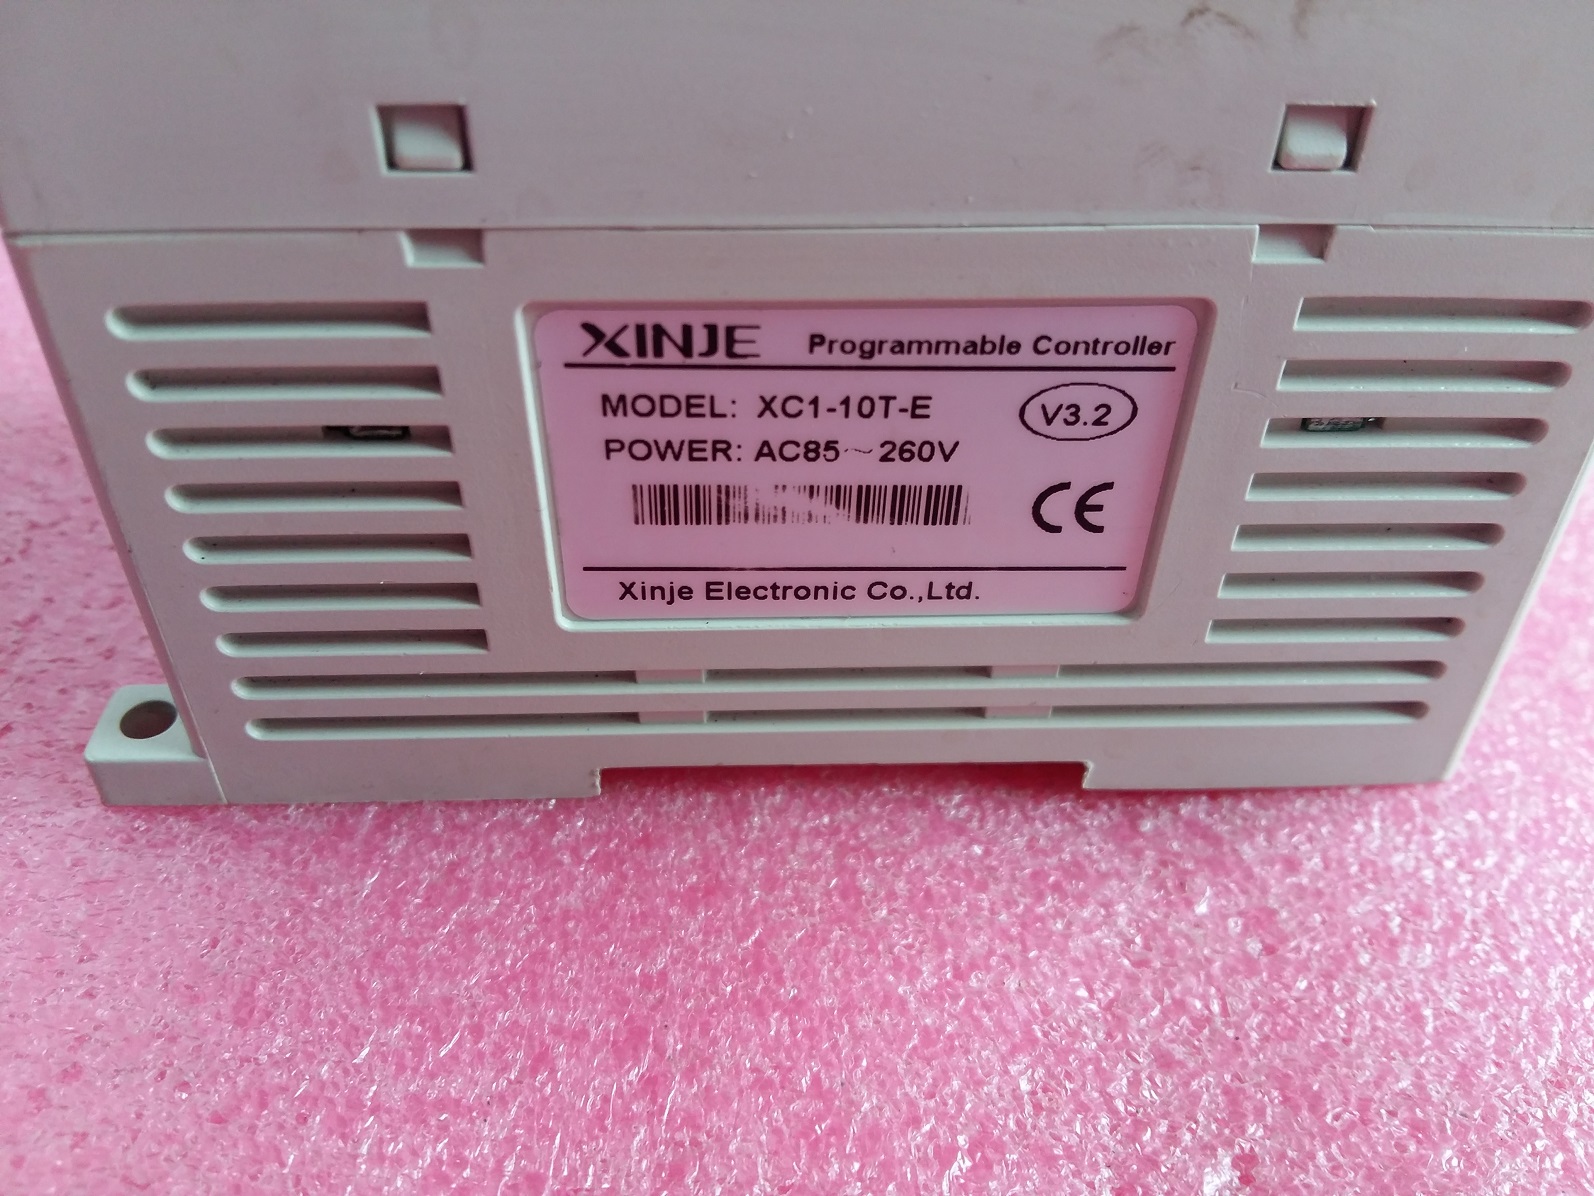 XINJE Programmable Controller
MODEL: XC1-10T-E V3.2
POWER: AC85~260V
CE
Xinje Electronic Co.,Ltd.